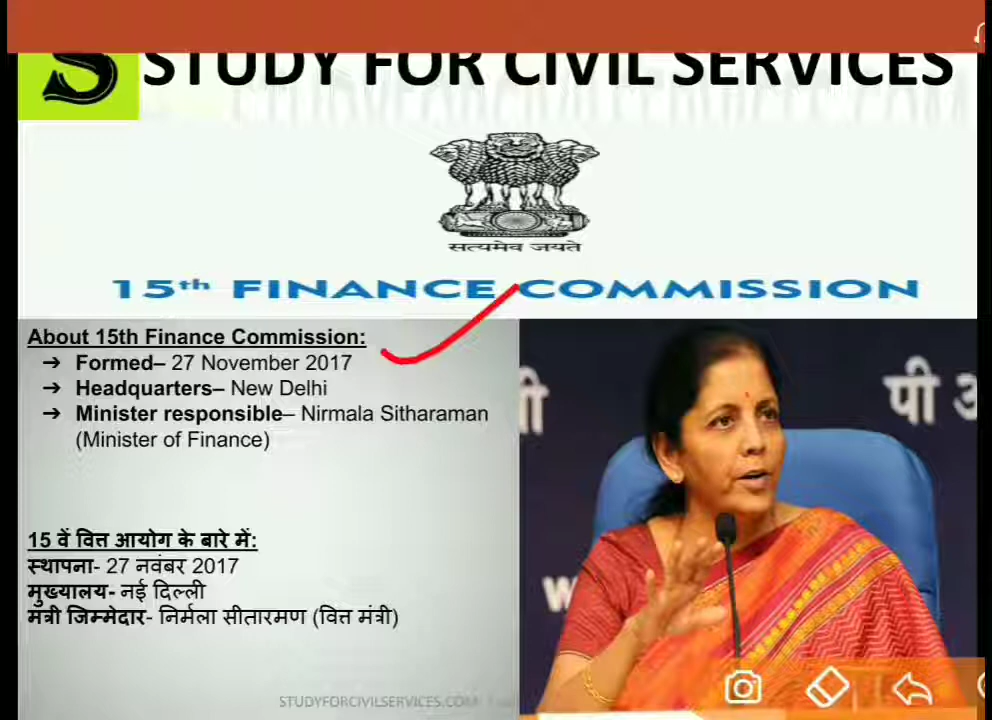 S STUDY FOR CIVIL SERVICES
सत्यमेव जयते
15th FINANCE COMMISSION
About 15th Finance Commission:
➔ Formed– 27 November 2017
➔ Headquarters– New Delhi
➔ Minister responsible– Nirmala Sitharaman
(Minister of Finance)
पी
15 वें वित्त आयोग के बारे में:
स्थापना- 27 नवंबर 2017
मुख्यालय- नई दिल्ली
मंत्री जिम्मेदार- निर्मला सीतारमण (वित्त मंत्री)
STUDYFORCIVILSERVICES.COM